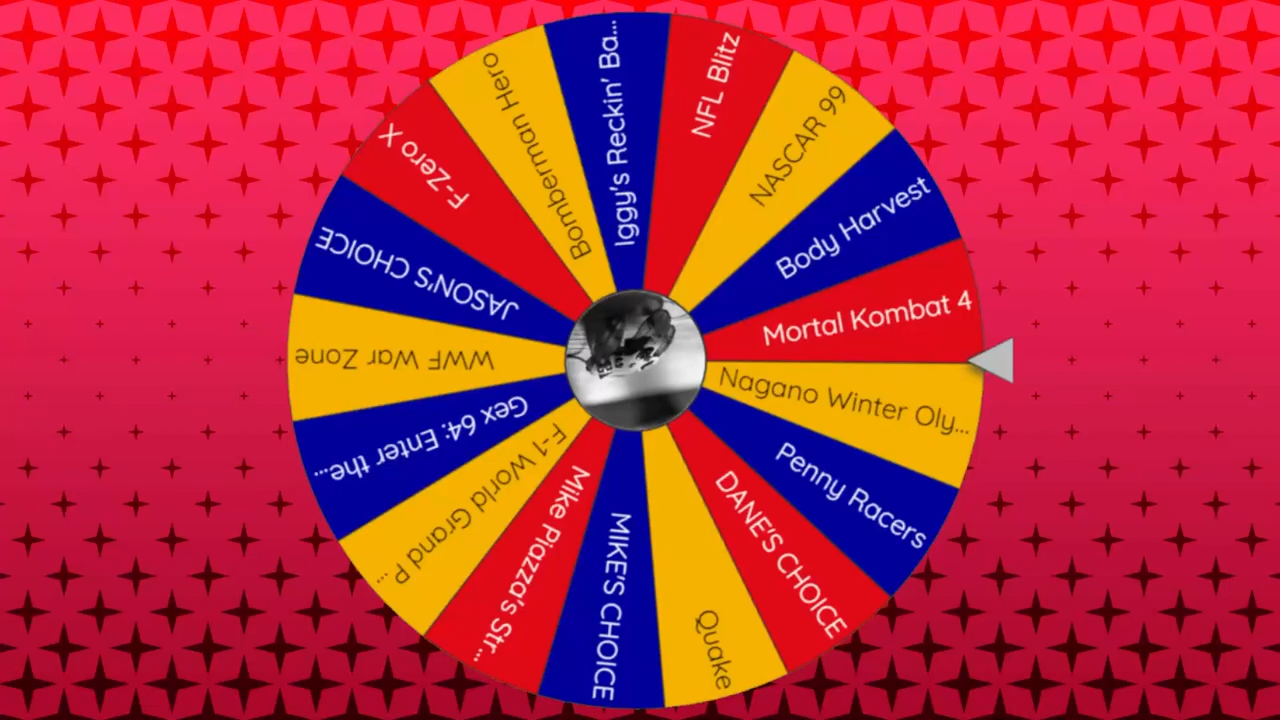 Iggy's Reckin' Ba...
NFL Blitz
NASCAR 99
Body Harvest
Mortal Kombat 4
Nagano Winter Oly...
Penny Racers
DANE'S CHOICE
Quake
MIKE'S CHOICE
Mike Piazza's Str...
F-1 World Grand P...
Gex 64: Enter the...
WWF War Zone
JASON'S CHOICE
F-Zero X
Bomberman Hero